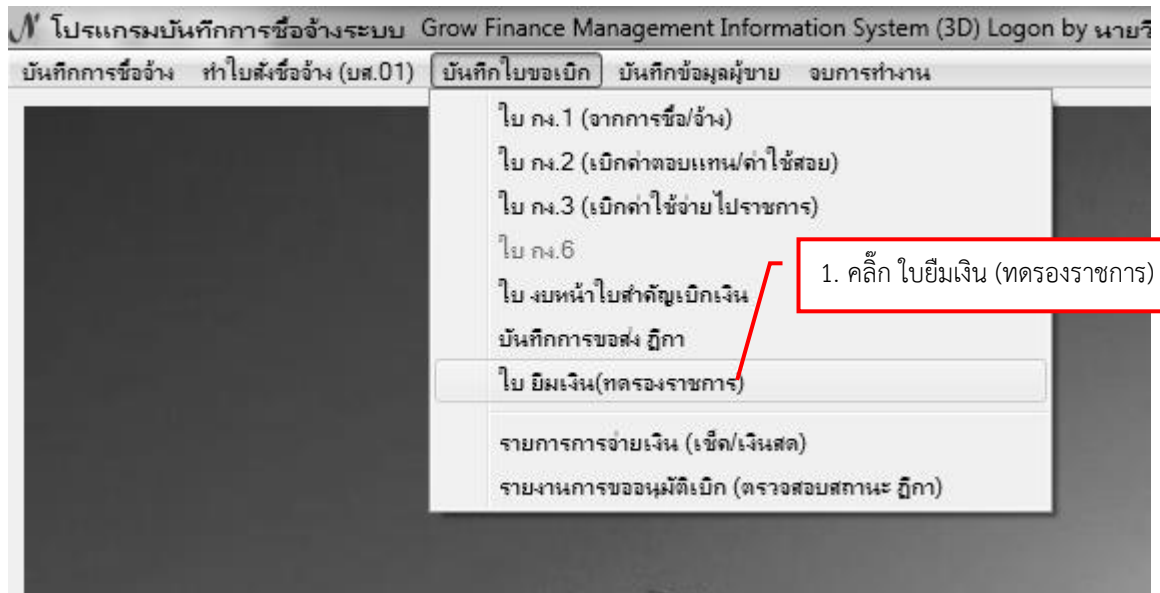 โปรแกรมบันทึกการซื้อจ้างระบบ Grow Finance Management Information System (3D) Logon by นายวี
บันทึกการซื้อจ้าง ทำใบสั่งซื้อจ้าง (บส.01) บันทึกใบขอเบิก บันทึกข้อมูลผู้ขาย จบการทำงาน
ใบ กง.1 (จากการซื้อ/จ้าง)
ใบ กง.2 (เบิกค่าตอบแทน/ค่าใช้สอย)
ใบ กง.3 (เบิกค่าใช้จ่ายไปราชการ)
ใบ กง.6
1. คลิ๊ก ใบยืมเงิน (ทดรองราชการ)
ใบ งบหน้าใบสำคัญเบิกเงิน
บันทึกการขอส่ง ฎีกา
ใบ ยืมเงิน(ทดรองราชการ)
รายการการจ่ายเงิน (เช็ค/เงินสด)
รายงานการขออนุมัติเบิก (ตรวจสอบสถานะ ฎีกา)